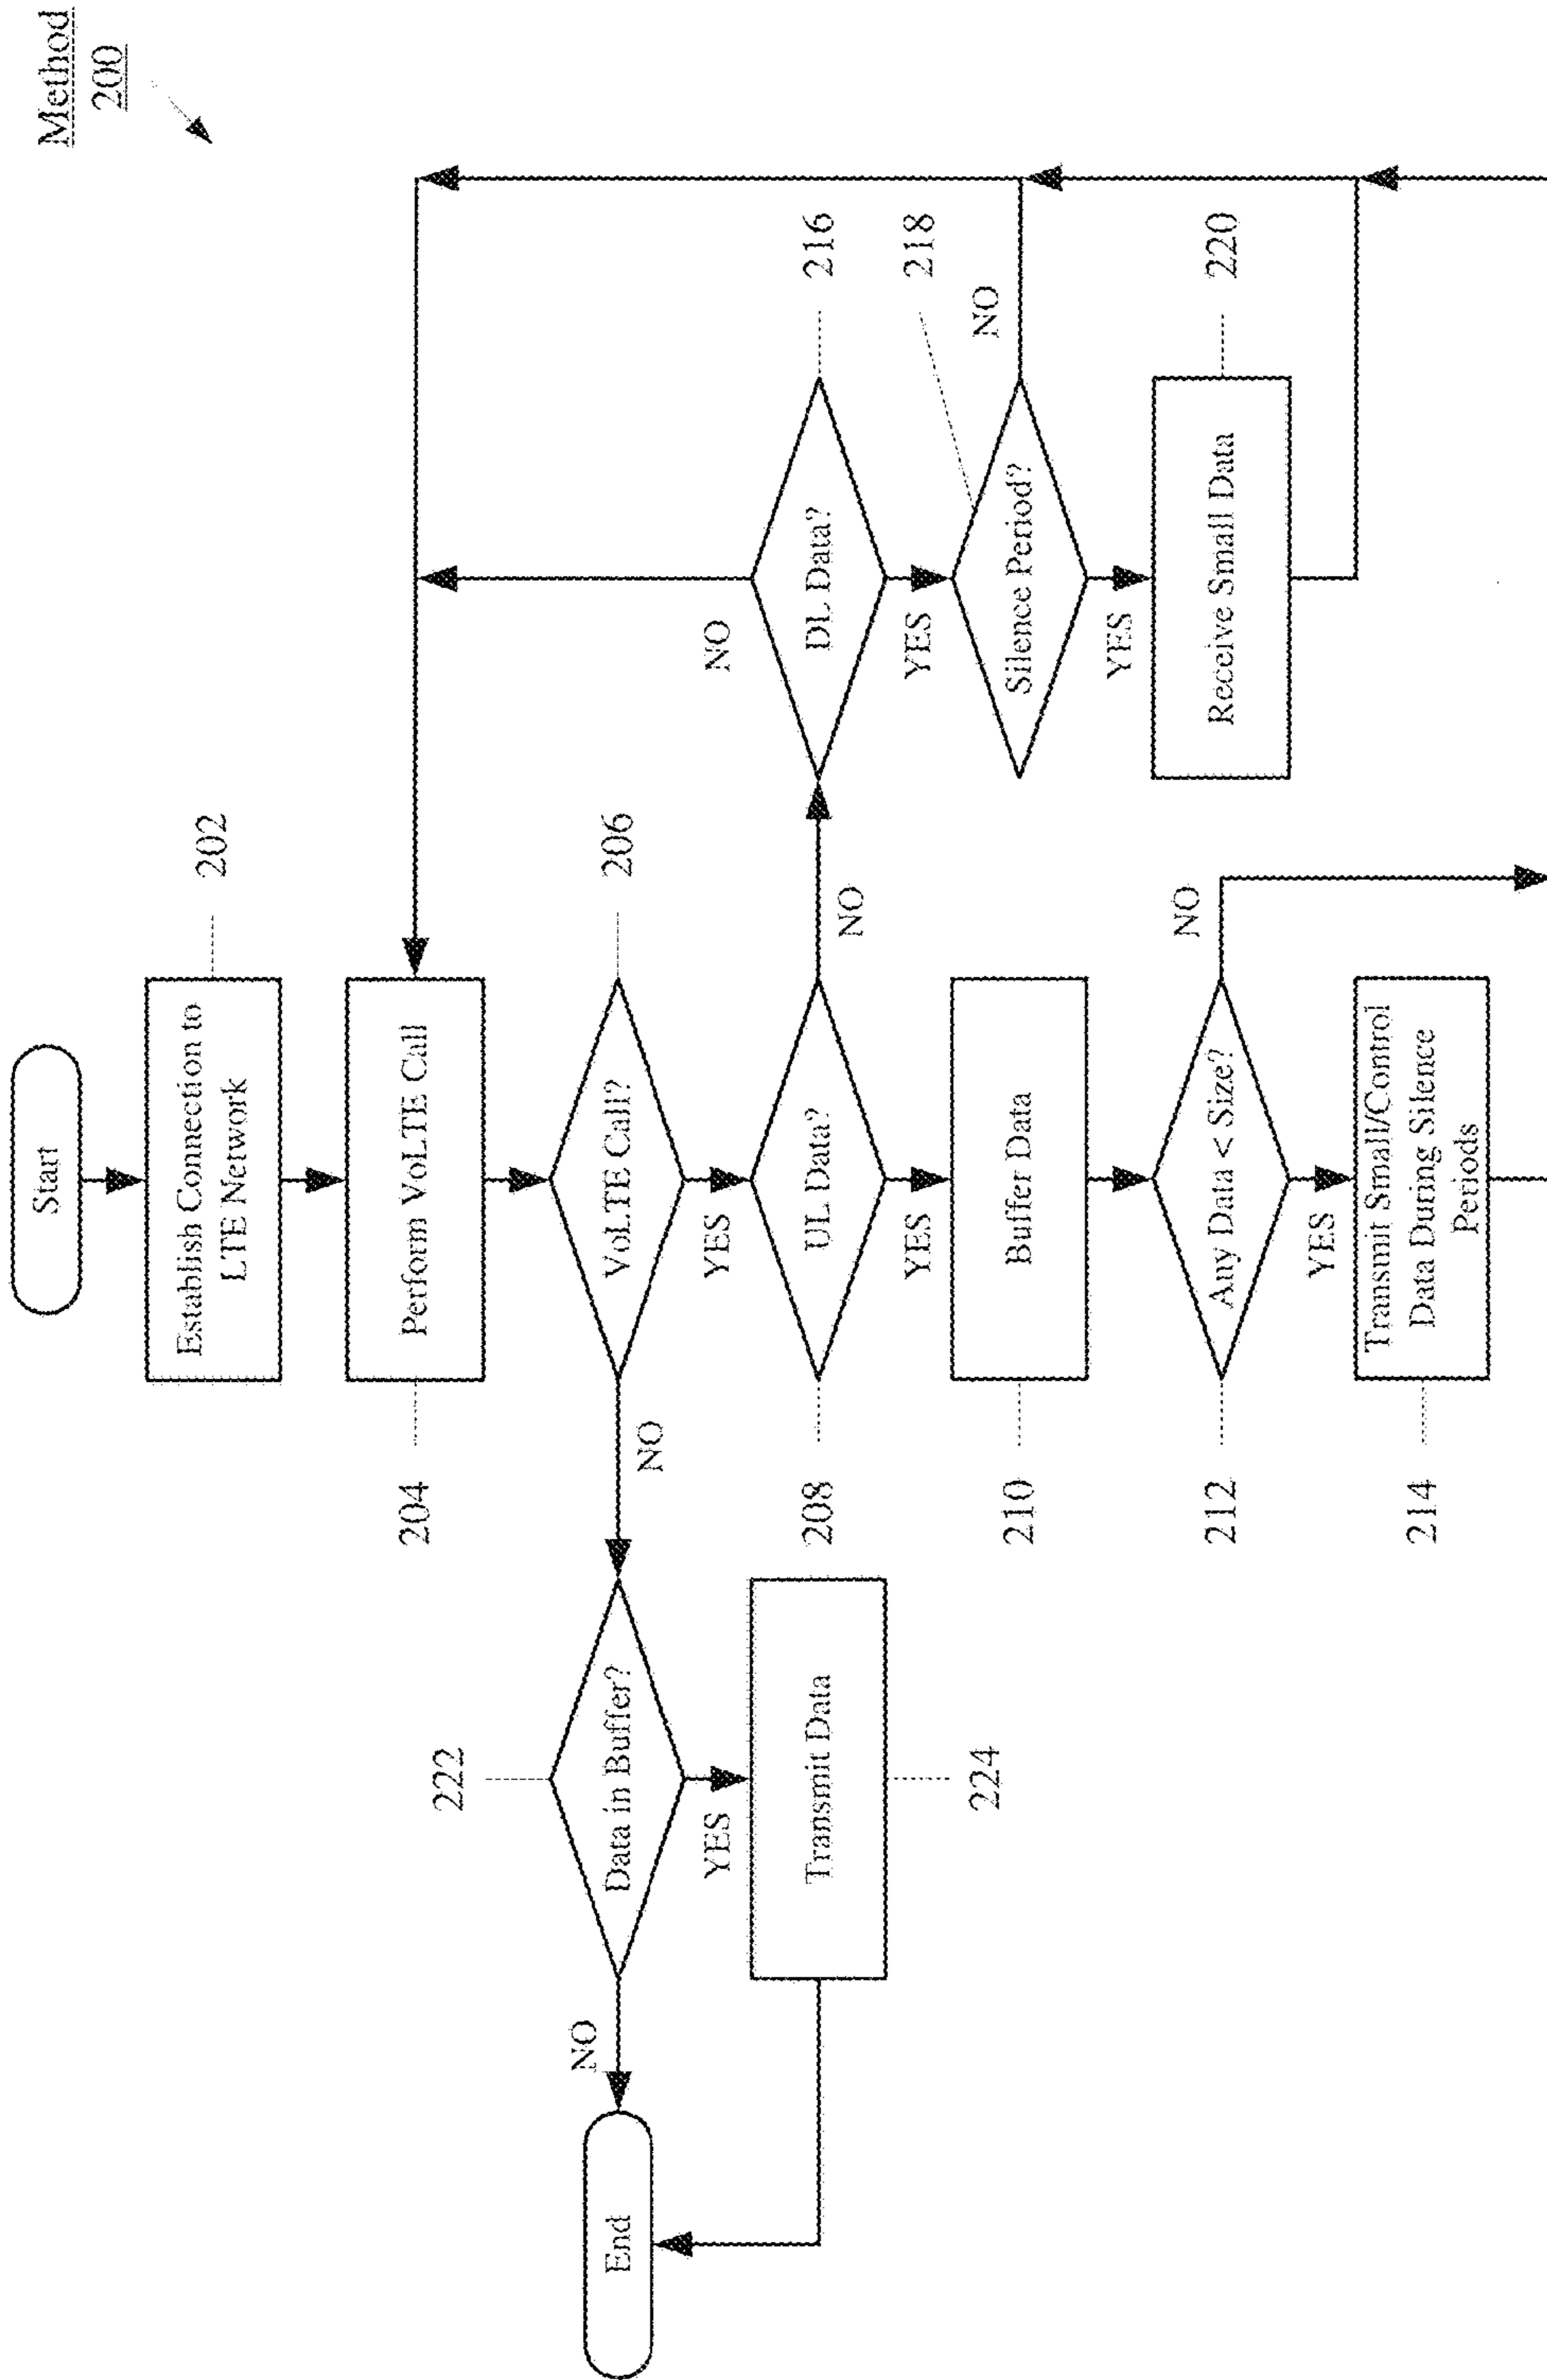 Method
200
Start
Establish Connection to
LTE Network
202
Perform VoLTE Call
204
VoLTE Call?
206
NO
YES
Data in Buffer?
222
NO
YES
End
Transmit Data
224
UL Data?
208
NO
YES
DL Data?
216
NO
YES
Buffer Data
210
Silence Period?
218
NO
YES
Any Data < Size?
212
NO
YES
Receive Small Data
220
Transmit Small/Control
Data During Silence
Periods
214